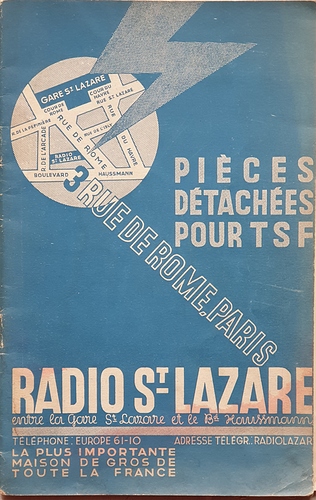 GARE ST LAZARE
COUR DE ROME
COUR DU HAVRE
RUE ST LAZARE
R. DE LA PÉPINIÈRE
RUE DE ROME
RUE DE L'ISLY
RUE DU HAVRE
R. DE L'ARCADE
RADIO ST LAZARE
BOULEVARD HAUSSMANN
3 RUE DE ROME, PARIS
PIÈCES
DÉTACHÉES
POUR TSF
RADIO ST LAZARE
entre la Gare St Lazare et le Bd Haussmann
TÉLÉPHONE. EUROPE 61-10 ADRESSE TÉLÉGR. RADIOLAZAR
LA PLUS IMPORTANTE
MAISON DE GROS DE
TOUTE LA FRANCE